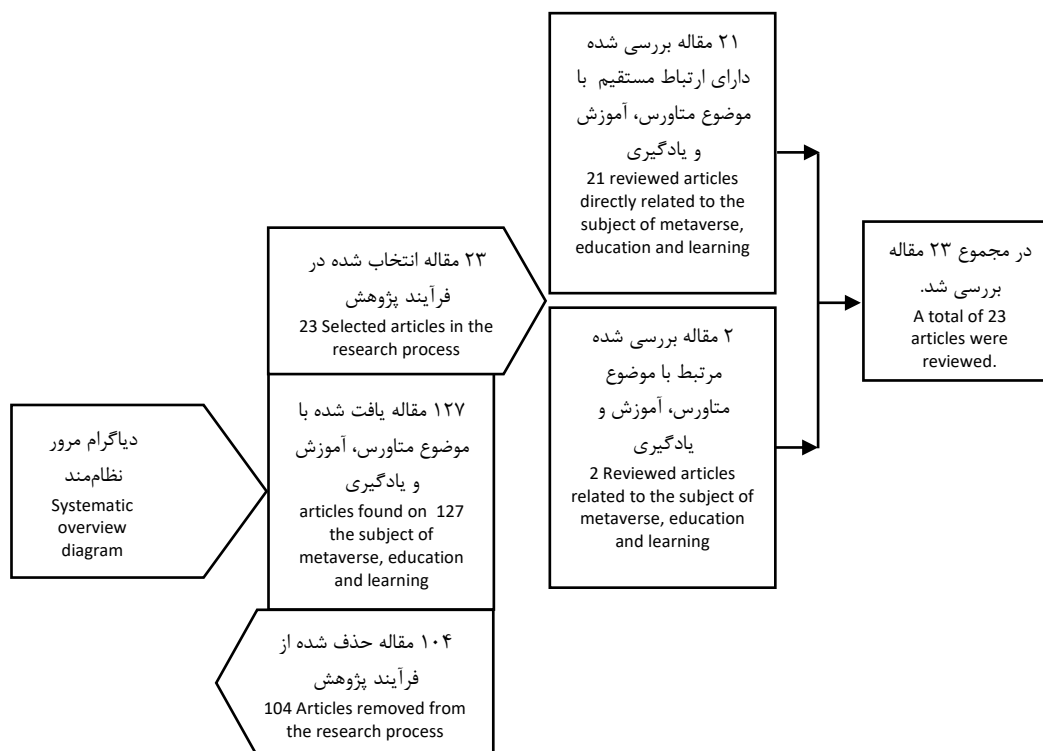 ۲۱ مقاله بررسی شده
دارای ارتباط مستقیم با
موضوع متاورس، آموزش
و یادگیری
21 reviewed articles
directly related to the
subject of metaverse,
education and learning
۲۳ مقاله انتخاب شده در
فرآیند پژوهش
23 Selected articles in the
research process
در مجموع ۲۳ مقاله
بررسی شد.
A total of 23
articles were
reviewed.
۲ مقاله بررسی شده
مرتبط با موضوع
متاورس، آموزش و
یادگیری
2 Reviewed articles
related to the subject of
metaverse, education
and learning
۱۲۷ مقاله یافت شده با
موضوع متاورس، آموزش
و یادگیری
articles found on 127
the subject of
metaverse, education
and learning
دیاگرام مرور
نظام‌مند
Systematic
overview
diagram
۱۰۴ مقاله حذف شده از
فرآیند پژوهش
104 Articles removed from
the research process